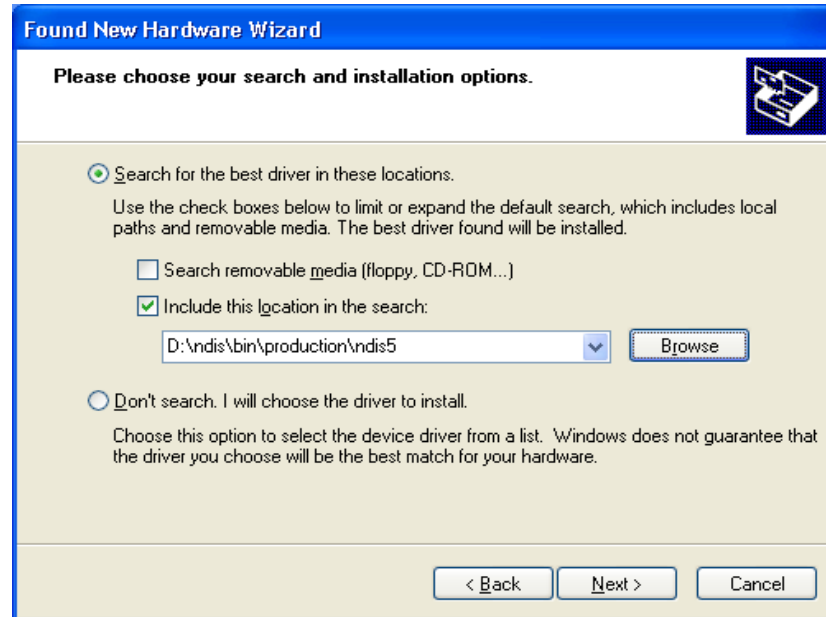 Found New Hardware Wizard
Please choose your search and installation options.
Search for the best driver in these locations.
Use the check boxes below to limit or expand the default search, which includes local
paths and removable media. The best driver found will be installed.
Search removable media (floppy, CD-ROM...)
Include this location in the search:
D:\ndis\bin\production\ndis5
Browse
Don't search. I will choose the driver to install.
Choose this option to select the device driver from a list. Windows does not guarantee that
the driver you choose will be the best match for your hardware.
< Back Next > Cancel